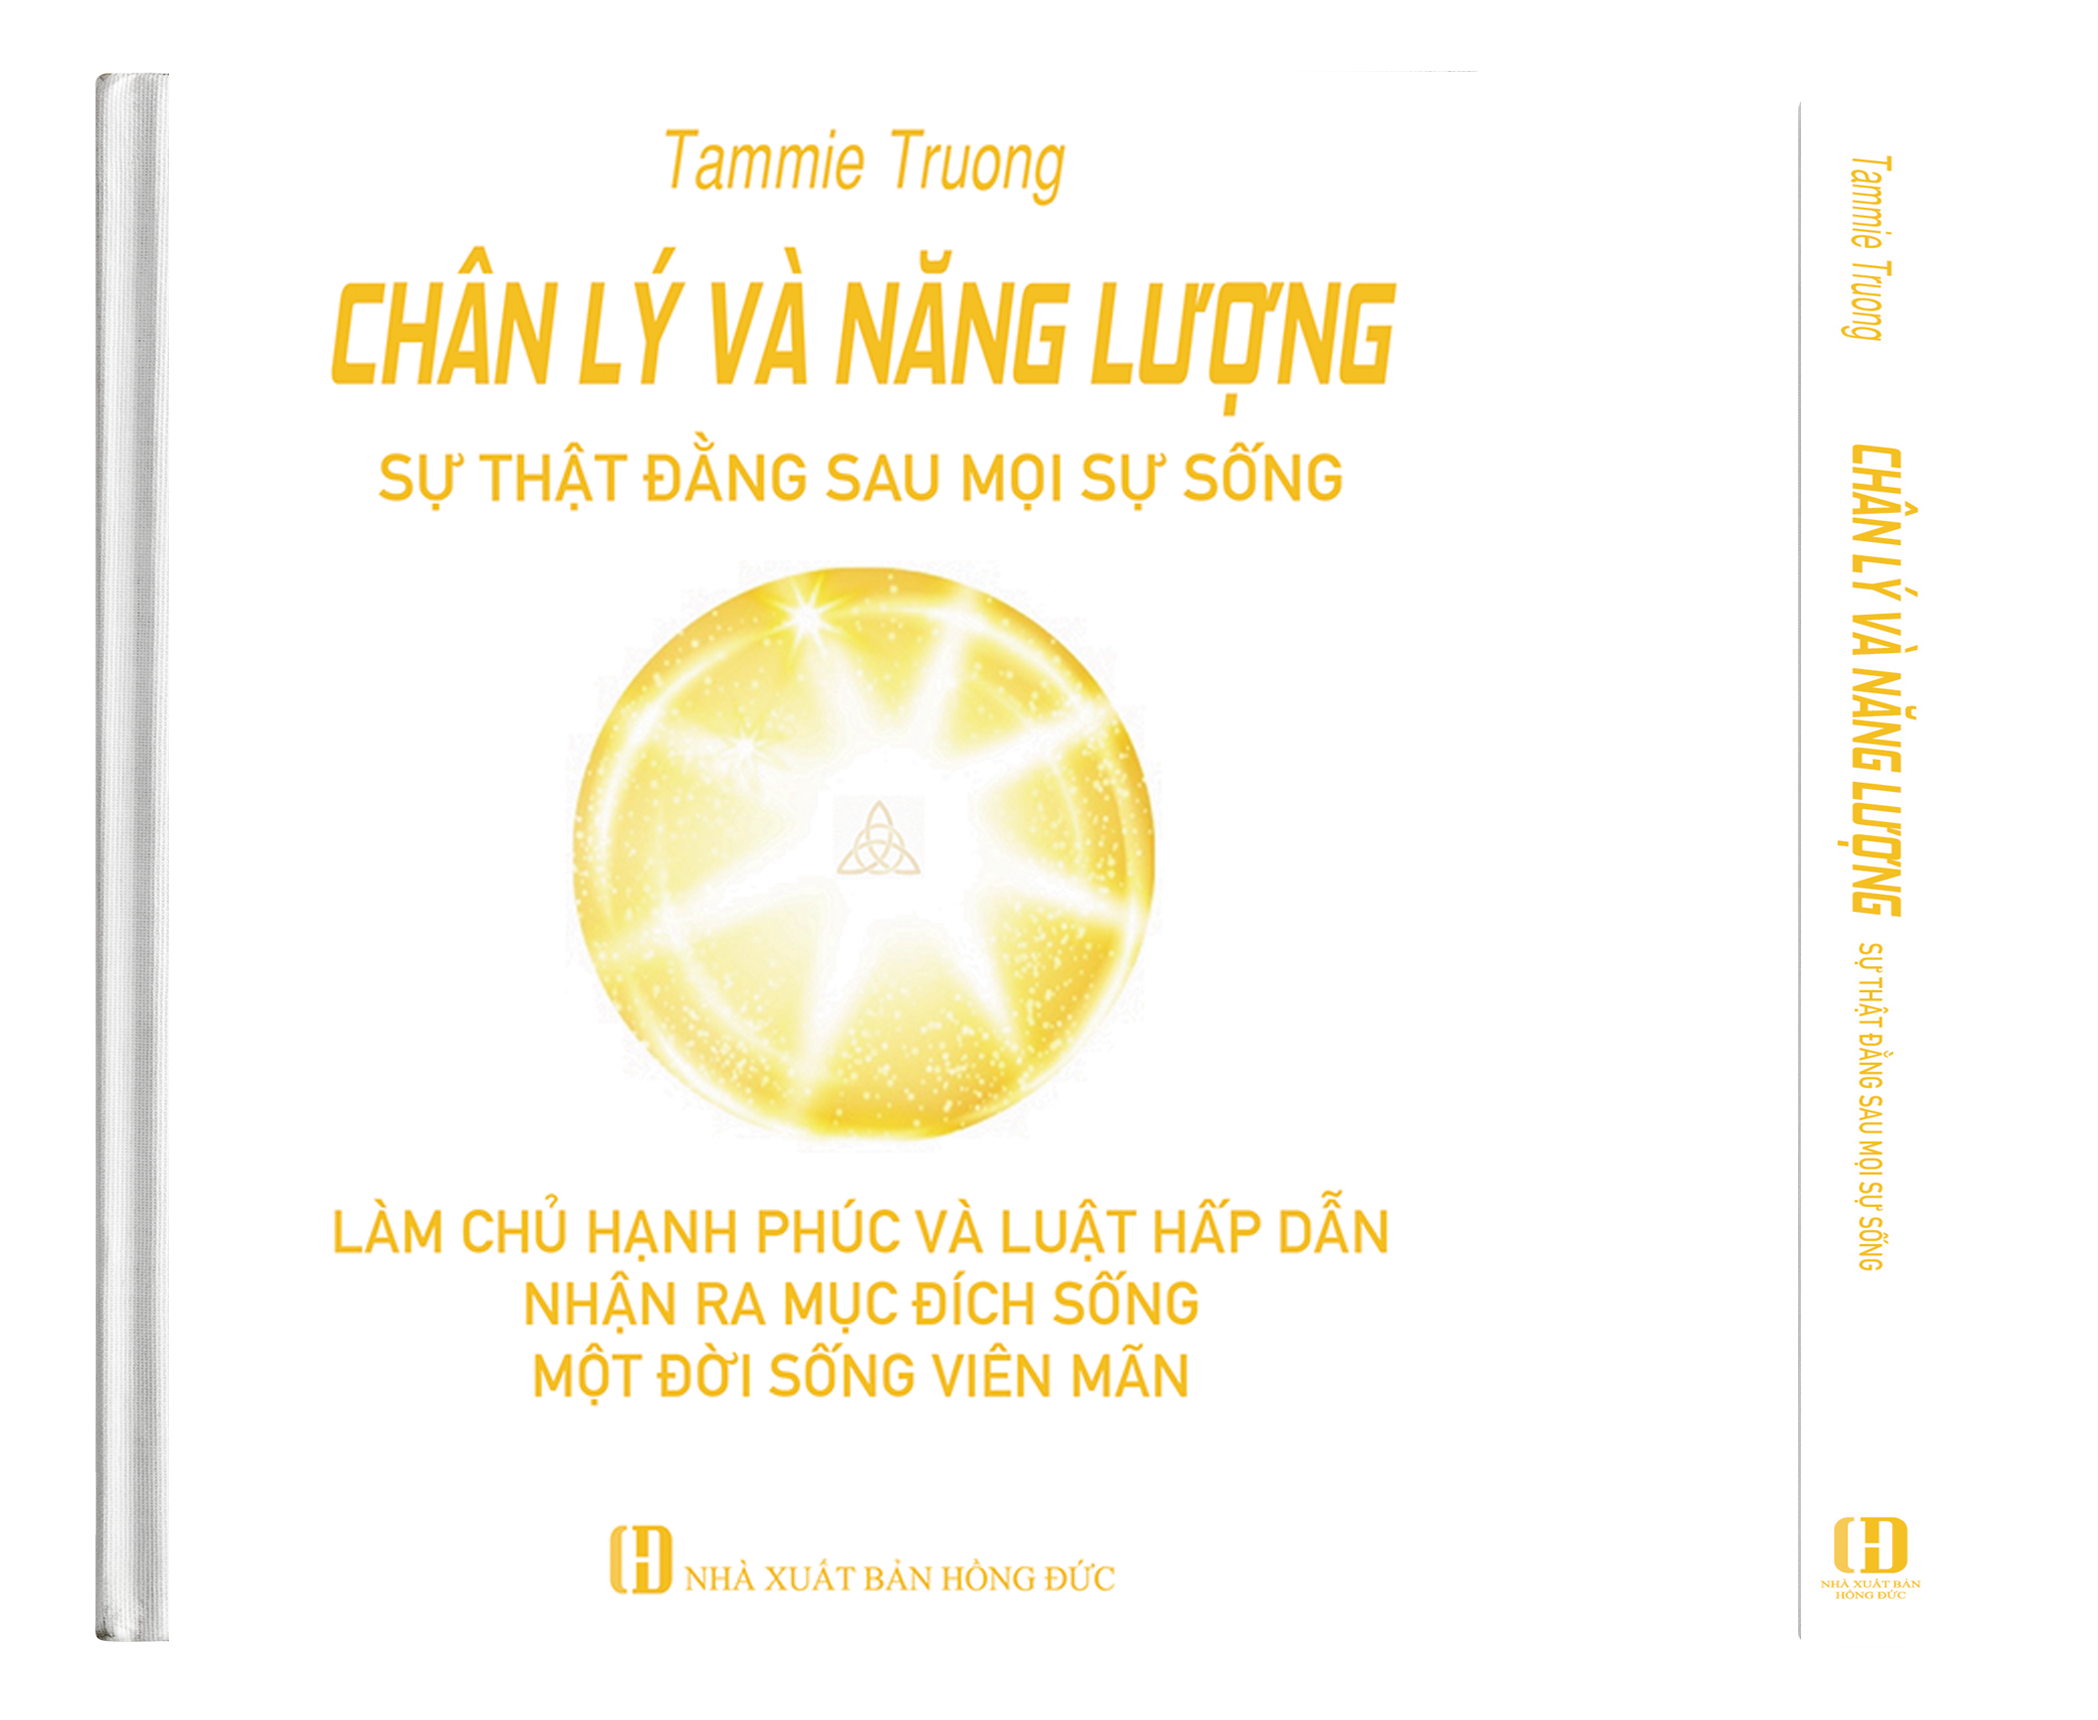 Tammie Truong
CHÂN LÝ VÀ NĂNG LƯỢNG
SỰ THẬT ĐẰNG SAU MỌI SỰ SỐNG
LÀM CHỦ HẠNH PHÚC VÀ LUẬT HẤP DẪN
NHẬN RA MỤC ĐÍCH SỐNG
MỘT ĐỜI SỐNG VIÊN MÃN
HD NHÀ XUẤT BẢN HỒNG ĐỨC
Tammie Truong
CHÂN LÝ VÀ NĂNG LƯỢNG
SỰ THẬT ĐẰNG SAU MỌI SỰ SỐNG
HD
NHÀ XUẤT BẢN
HỒNG ĐỨC